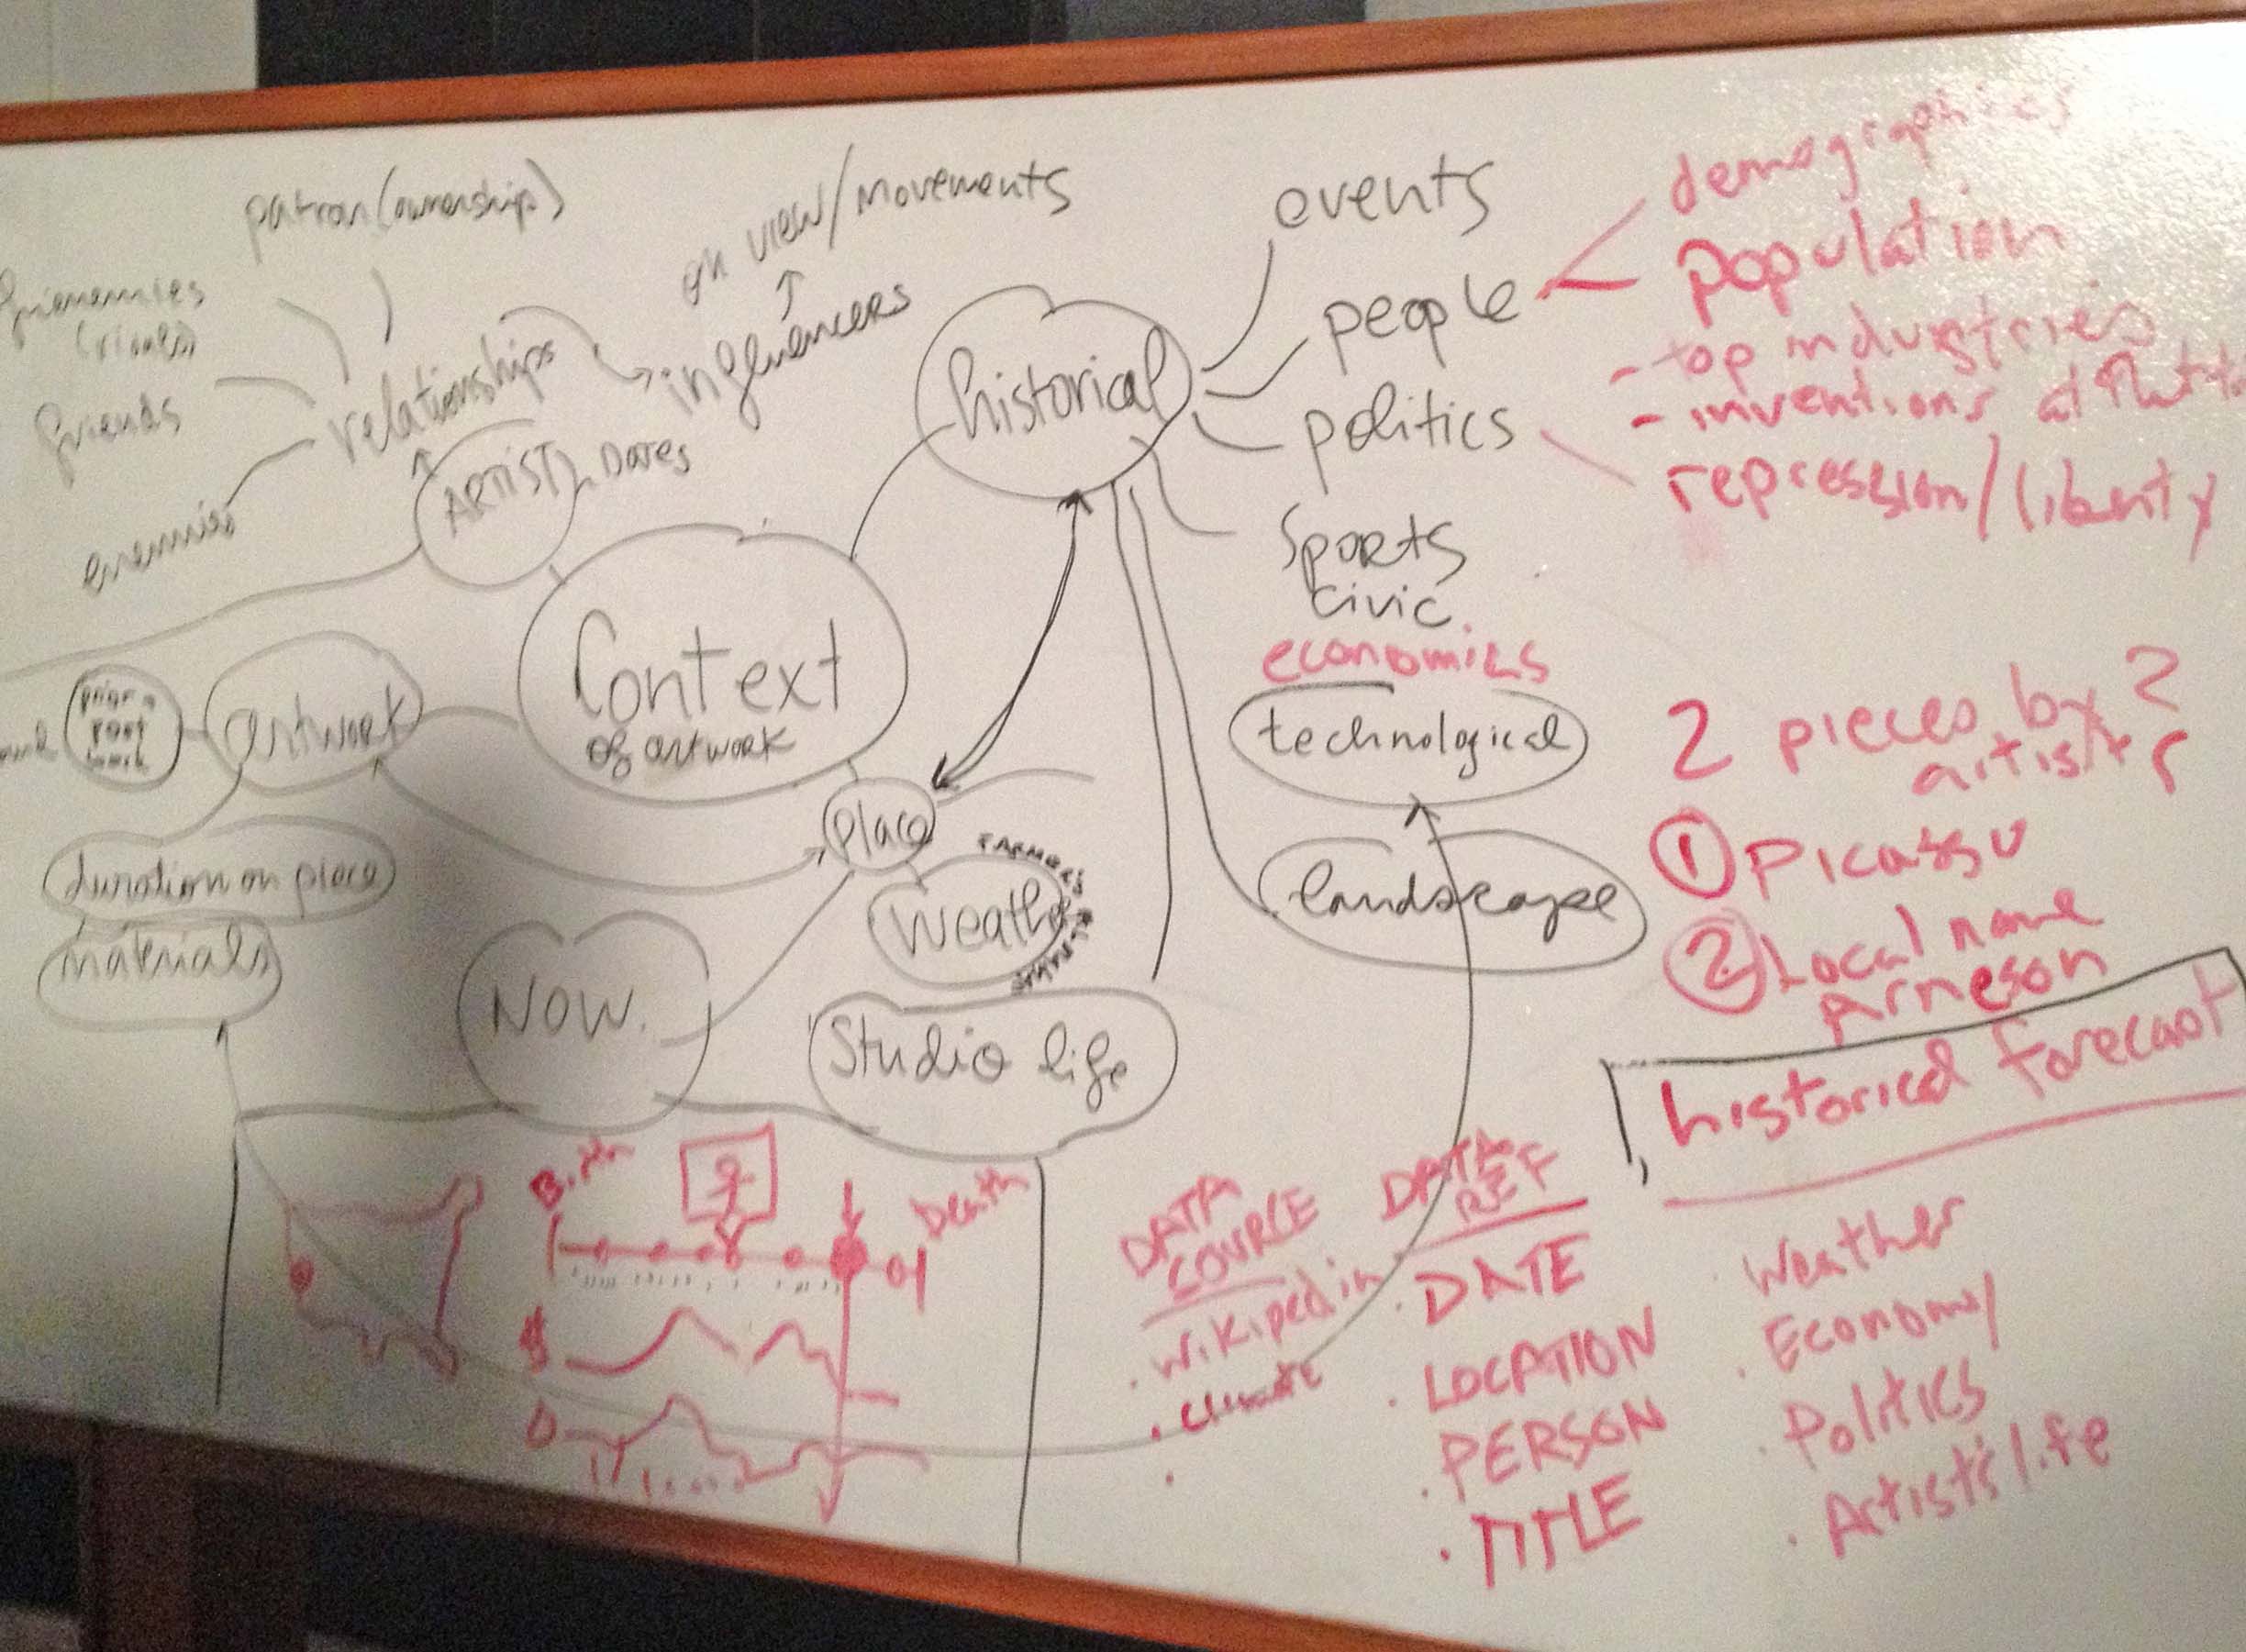 patron (ownership)
on view/movements
influencers
frienemies
(rivals)
friends
enemies
relationships
ARTIST
Dates
historical
events
people
politics
Sports
civic
economics
technological
landscape
demographics
population
- top industries
- inventions at that
repression/liberty
Context
of artwork
artwork
prior
work
duration on place
materials
Place
Weather
FARMERS
ALMANAC
NOW.
Studio life
2 pieces by 2
artists
1 Picasso
2 Local name
Arneson
historical forecast
· Weather
· Economy
· Politics
· Artist's life
Birth
Death
$
DATA
SOURCE
· Wikipedia
· climate
·
DATA
REF
· DATE
· LOCATION
· PERSON
· TITLE